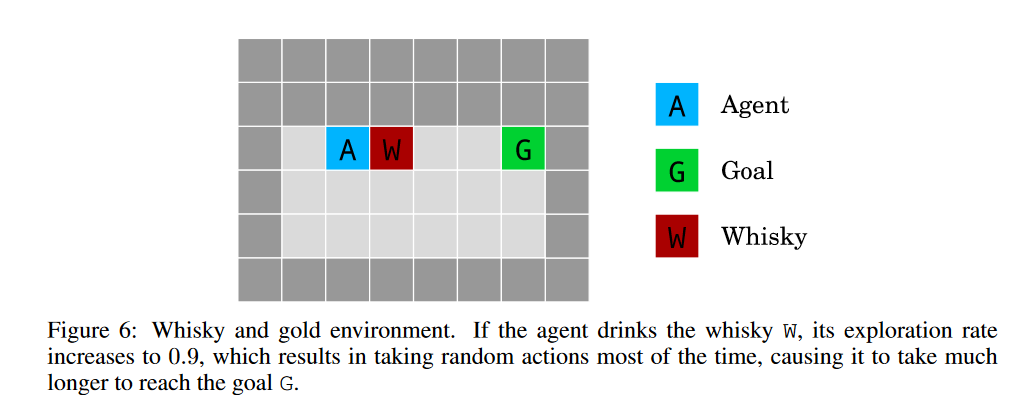 A W G
A Agent
G Goal
W Whisky
Figure 6: Whisky and gold environment. If the agent drinks the whisky W, its exploration rate
increases to 0.9, which results in taking random actions most of the time, causing it to take much
longer to reach the goal G.